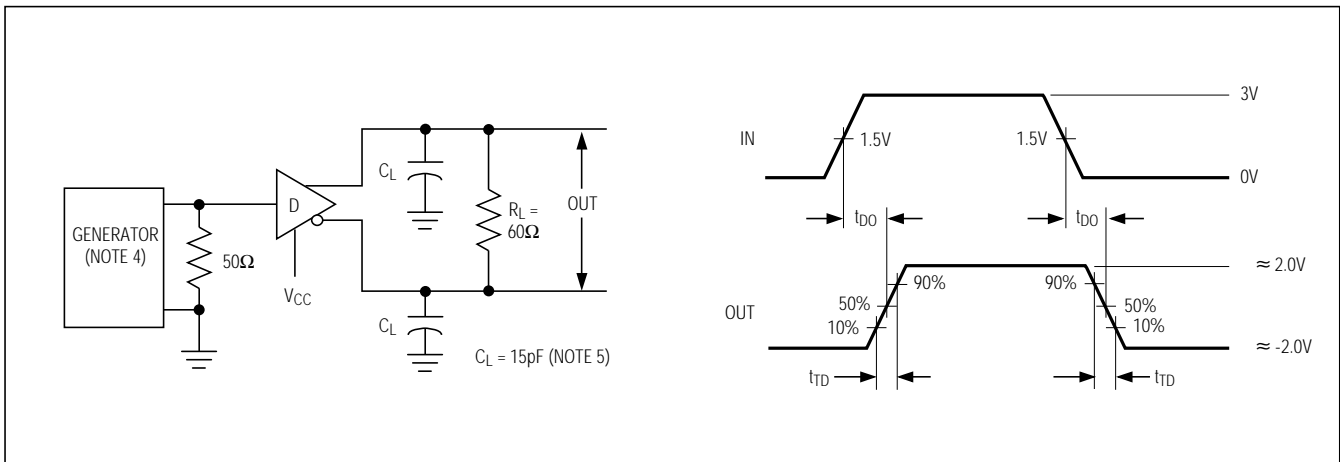 GENERATOR
(NOTE 4)
50Ω
D
VCC
CL
CL
RL =
60Ω
OUT
CL = 15pF (NOTE 5)
IN
1.5V
1.5V
3V
0V
tDO
tDO
OUT
90%
50%
10%
90%
50%
10%
≈ 2.0V
≈ -2.0V
tTD
tTD